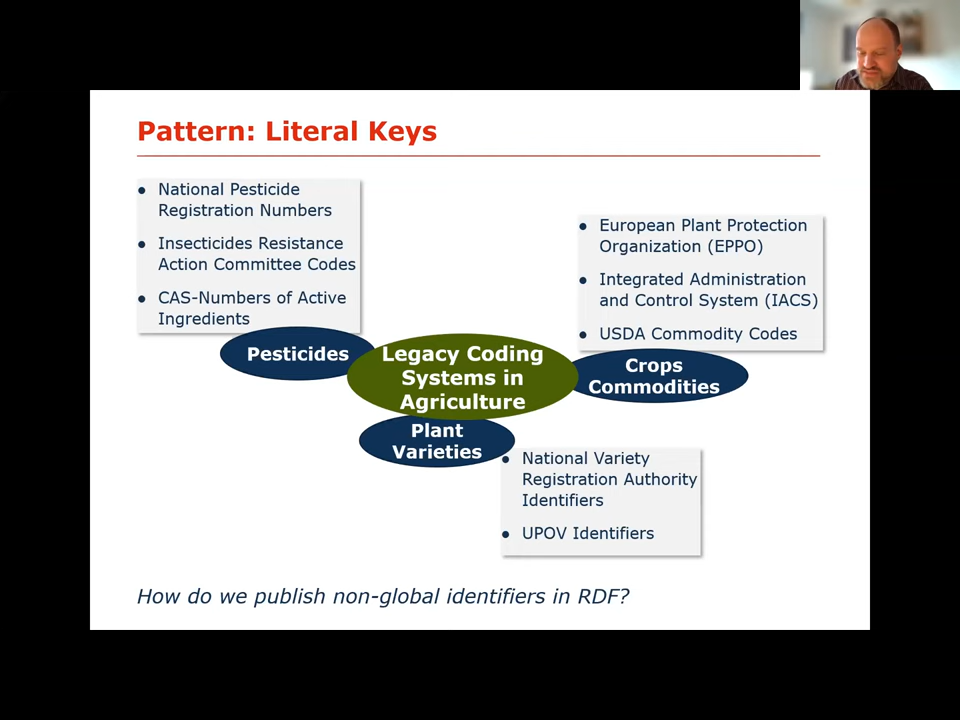 Pattern: Literal Keys
● National Pesticide
Registration Numbers
● Insecticides Resistance
Action Committee Codes
● CAS-Numbers of Active
Ingredients
● European Plant Protection
Organization (EPPO)
● Integrated Administration
and Control System (IACS)
● USDA Commodity Codes
Pesticides
Legacy Coding
Systems in
Agriculture
Crops
Commodities
Plant
Varieties
● National Variety
Registration Authority
Identifiers
● UPOV Identifiers
How do we publish non-global identifiers in RDF?